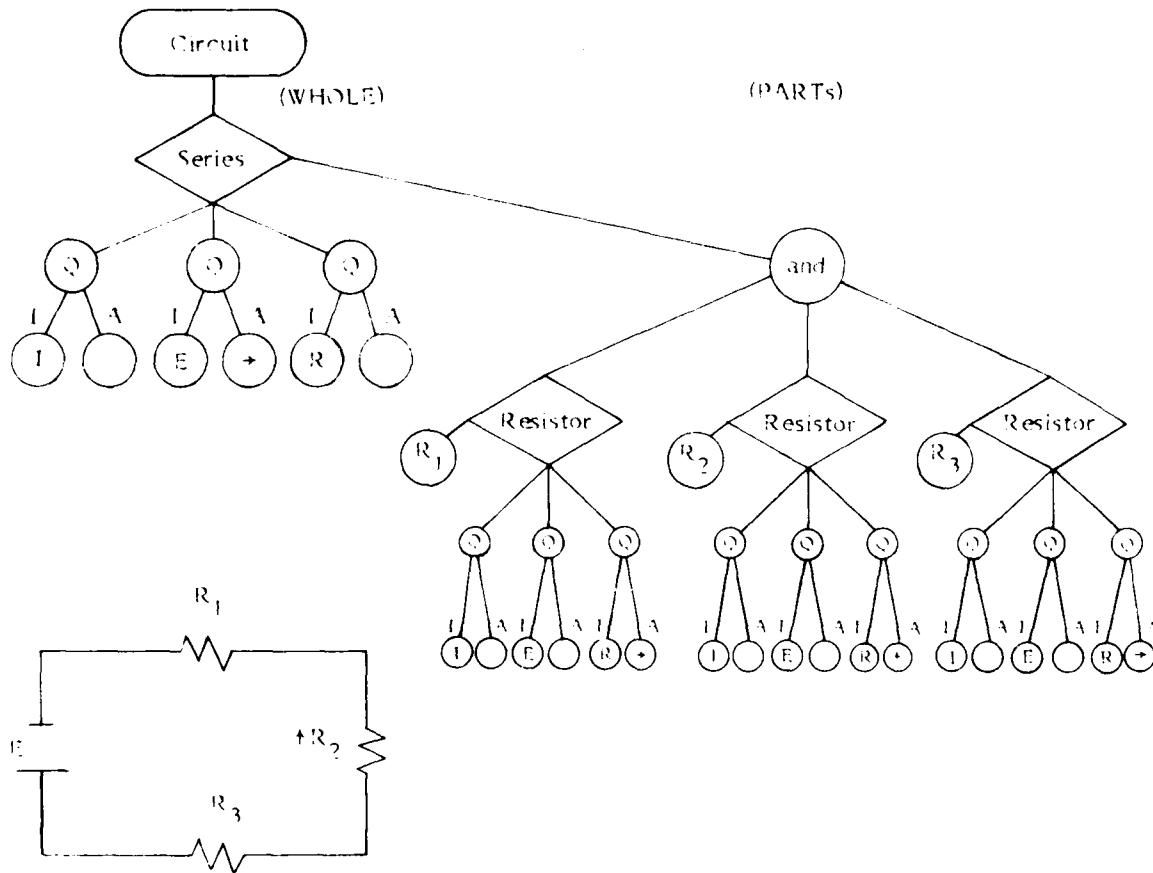 Circuit
(WHOLE) (PARTs)
Series
Q Q Q
and
I A I A I A
I E → R
Resistor Resistor Resistor
R1 R2 R3
Q Q Q Q Q Q Q Q Q
I A I A I A I A I A I A I A I A I A
I E R → I E R I E R →
R1
E ↑R2
R3